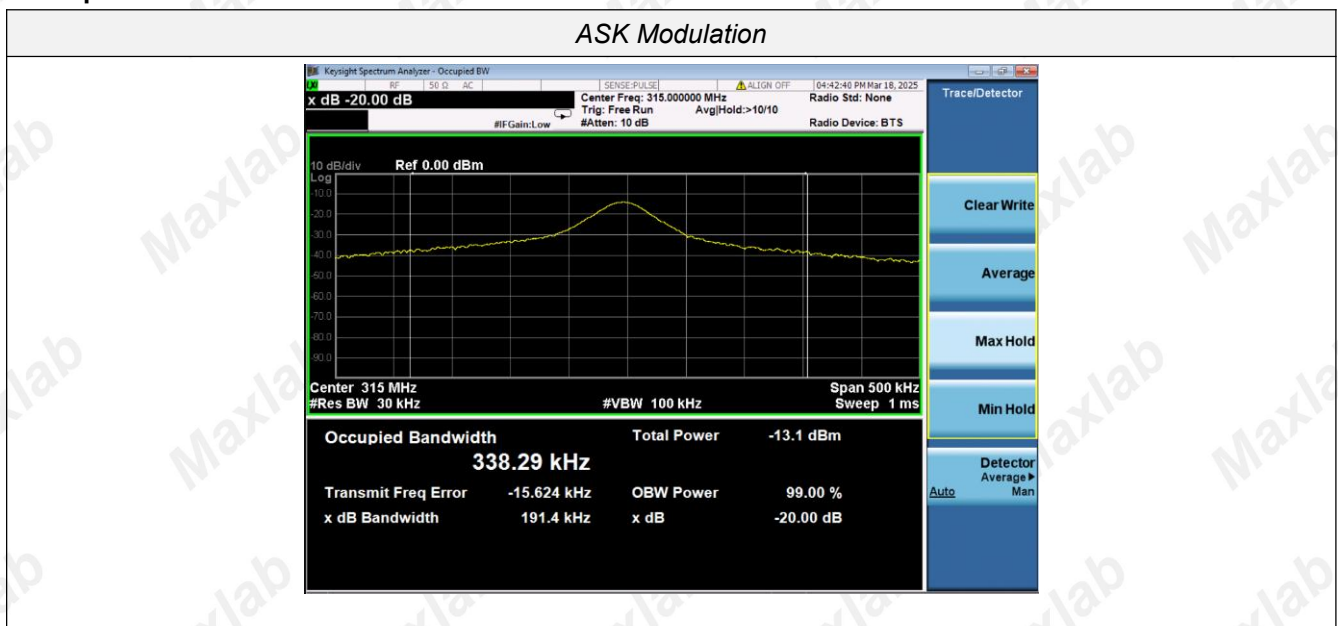 ASK Modulation
Keysight Spectrum Analyzer - Occupied BW
RF 50 Ω AC SENSE:PULSE ALIGN OFF 04:42:40 PM Mar 18, 2025
x dB -20.00 dB
Center Freq: 315.000000 MHz
Radio Std: None
Trig: Free Run Avg|Hold:>10/10
#IFGain:Low
#Atten: 10 dB
Radio Device: BTS
10 dB/div Ref 0.00 dBm
Log
-10.0
-20.0
-30.0
-40.0
-50.0
-60.0
-70.0
-80.0
-90.0
Center 315 MHz
Span 500 kHz
#Res BW 30 kHz
#VBW 100 kHz
Sweep 1 ms
Occupied Bandwidth
338.29 kHz
Total Power -13.1 dBm
Transmit Freq Error -15.624 kHz
OBW Power 99.00 %
x dB Bandwidth 191.4 kHz
x dB -20.00 dB
Trace/Detector
Clear Write
Average
Max Hold
Min Hold
Detector
Average
Auto Man
Maxlab
Maxlab
Maxlab
Maxlab
Maxlab